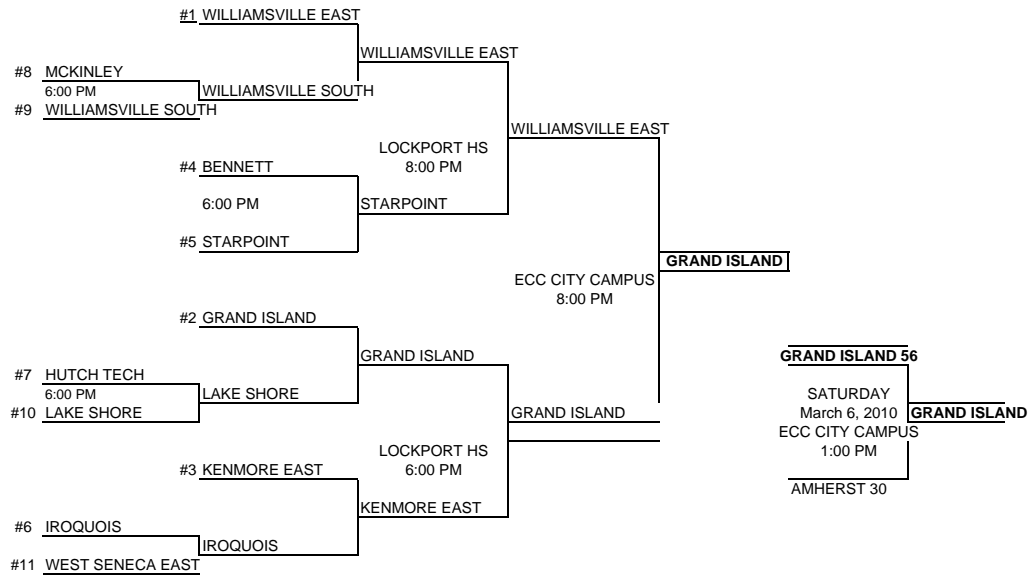 #1 WILLIAMSVILLE EAST
WILLIAMSVILLE EAST
#8 MCKINLEY
6:00 PM
WILLIAMSVILLE SOUTH
#9 WILLIAMSVILLE SOUTH
WILLIAMSVILLE EAST
LOCKPORT HS
8:00 PM
#4 BENNETT
6:00 PM
STARPOINT
#5 STARPOINT
GRAND ISLAND
ECC CITY CAMPUS
8:00 PM
#2 GRAND ISLAND
GRAND ISLAND
#7 HUTCH TECH
6:00 PM
LAKE SHORE
#10 LAKE SHORE
GRAND ISLAND
LOCKPORT HS
6:00 PM
#3 KENMORE EAST
KENMORE EAST
#6 IROQUOIS
IROQUOIS
#11 WEST SENECA EAST
GRAND ISLAND 56
SATURDAY
March 6, 2010
GRAND ISLAND
ECC CITY CAMPUS
1:00 PM
AMHERST 30